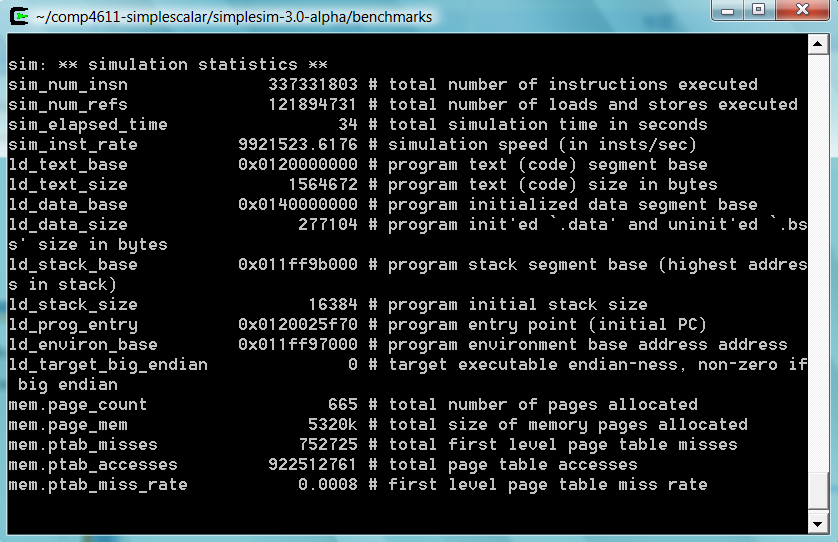 ~/comp4611-simplescalar/simplesim-3.0-alpha/benchmarks
sim: ** simulation statistics **
sim_num_insn              337331803 # total number of instructions executed
sim_num_refs              121894731 # total number of loads and stores executed
sim_elapsed_time                 34 # total simulation time in seconds
sim_inst_rate          9921523.6176 # simulation speed (in insts/sec)
ld_text_base           0x0120000000 # program text (code) segment base
ld_text_size                1564672 # program text (code) size in bytes
ld_data_base           0x0140000000 # program initialized data segment base
ld_data_size                 277104 # program init'ed `.data' and uninit'ed `.bs
s' size in bytes
ld_stack_base          0x011ff9b000 # program stack segment base (highest addres
s in stack)
ld_stack_size                 16384 # program initial stack size
ld_prog_entry          0x0120025f70 # program entry point (initial PC)
ld_environ_base        0x011ff97000 # program environment base address address
ld_target_big_endian              0 # target executable endian-ness, non-zero if
 big endian
mem.page_count                  665 # total number of pages allocated
mem.page_mem                  5320k # total size of memory pages allocated
mem.ptab_misses              752725 # total first level page table misses
mem.ptab_accesses         922512761 # total page table accesses
mem.ptab_miss_rate           0.0008 # first level page table miss rate